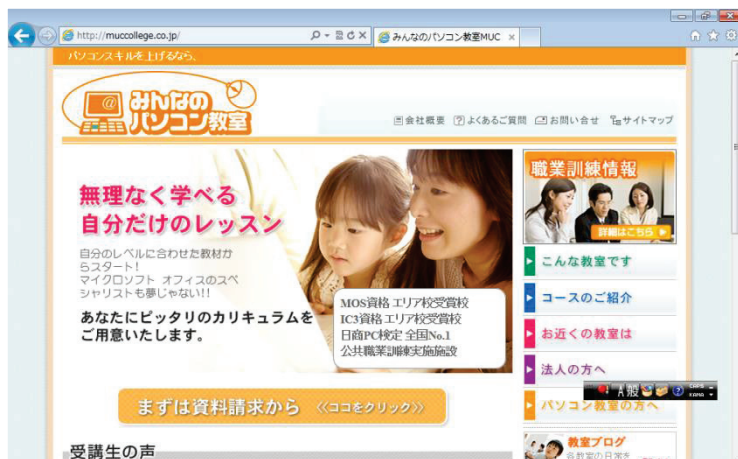 http://muccollege.co.jp/
みんなのパソコン教室MUC
パソコンスキルを上げるなら、
@
みんなの
パソコン教室
会社概要 ? よくあるご質問 お問い合せ サイトマップ
無理なく学べる
自分だけのレッスン
自分のレベルに合わせた教材か
らスタート!
マイクロソフト オフィスのスペ
シャリストも夢じゃない!!
あなたにピッタリのカリキュラムを
ご用意いたします。
MOS資格 エリア校受賞校
IC3資格 エリア校受賞校
日商PC検定 全国No.1
公共職業訓練実施施設
まずは資料請求から 《ココをクリック》
受講生の声
職業訓練情報
詳細はこちら
こんな教室です
コースのご紹介
お近くの教室は
法人の方へ
A 般 ? CAPS
KANA
パソコン教室の方へ
教室ブログ
各教室の日常を